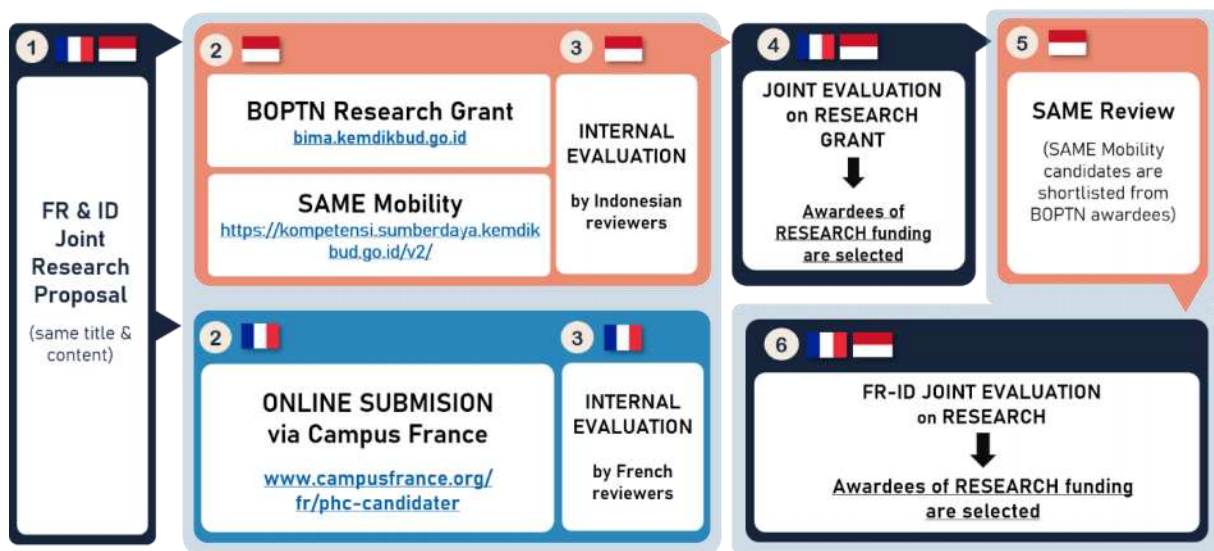 1
FR & ID
Joint
Research
Proposal
(same title &
content)
2
BOPTN Research Grant
bima.kemdikbud.go.id
SAME Mobility
https://kompetensi.sumberdaya.kemdik
bud.go.id/v2/
3
INTERNAL
EVALUATION
by Indonesian
reviewers
2
ONLINE SUBMISION
via Campus France
www.campusfrance.org/
fr/phc-candidater
3
INTERNAL
EVALUATION
by French
reviewers
4
JOINT EVALUATION
on RESEARCH
GRANT
Awardees of
RESEARCH funding
are selected
5
SAME Review
(SAME Mobility
candidates are
shortlisted from
BOPTN awardees)
6
FR-ID JOINT EVALUATION
on RESEARCH
Awardees of RESEARCH funding
are selected